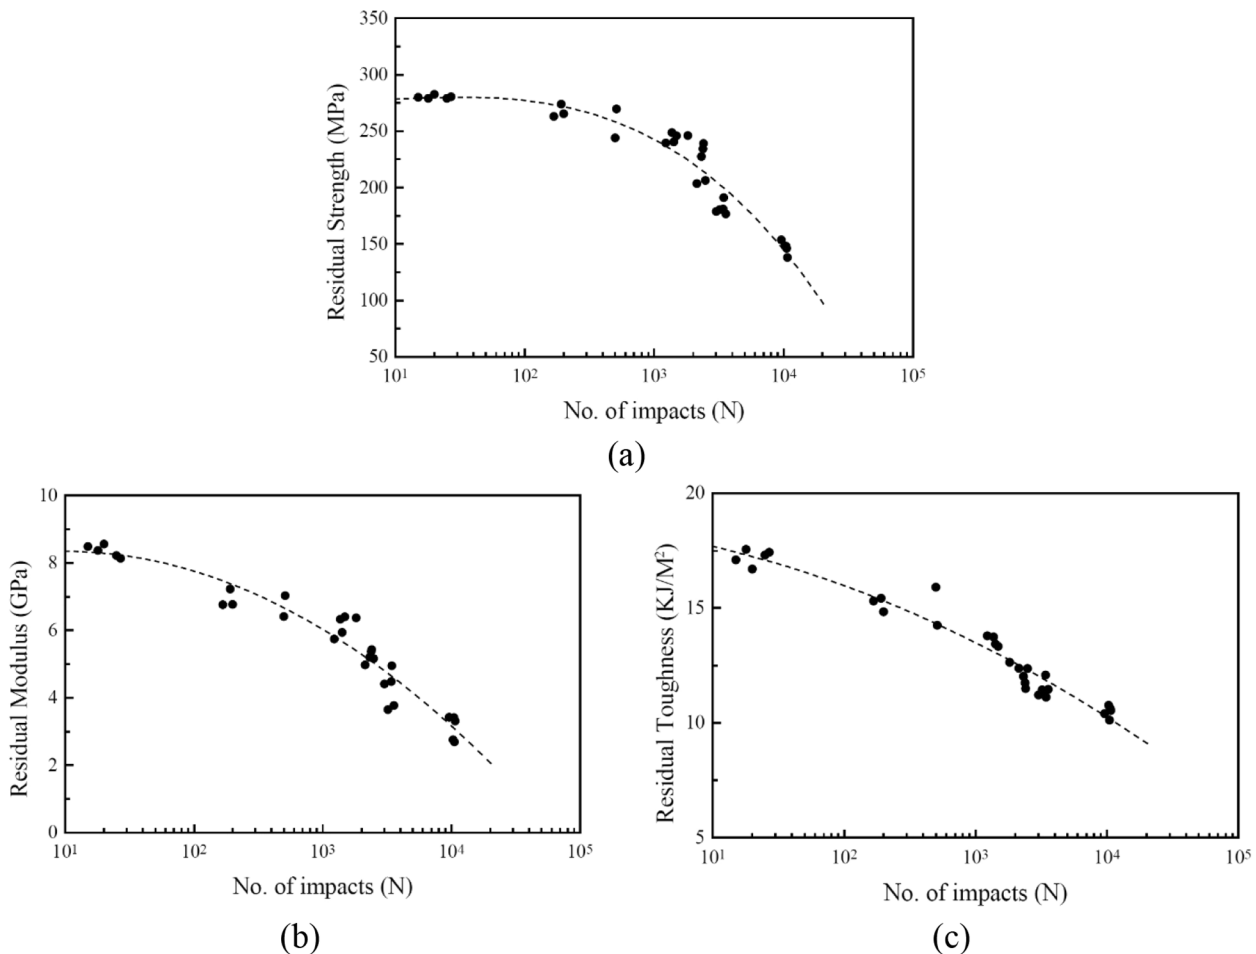 350
300
250
200
150
100
50
Residual Strength (MPa)
10¹ 10² 10³ 10⁴ 10⁵
No. of impacts (N)
(a)
10
8
6
4
2
0
Residual Modulus (GPa)
10¹ 10² 10³ 10⁴ 10⁵
No. of impacts (N)
(b)
20
15
10
5
Residual Toughness (KJ/M²)
10¹ 10² 10³ 10⁴ 10⁵
No. of impacts (N)
(c)